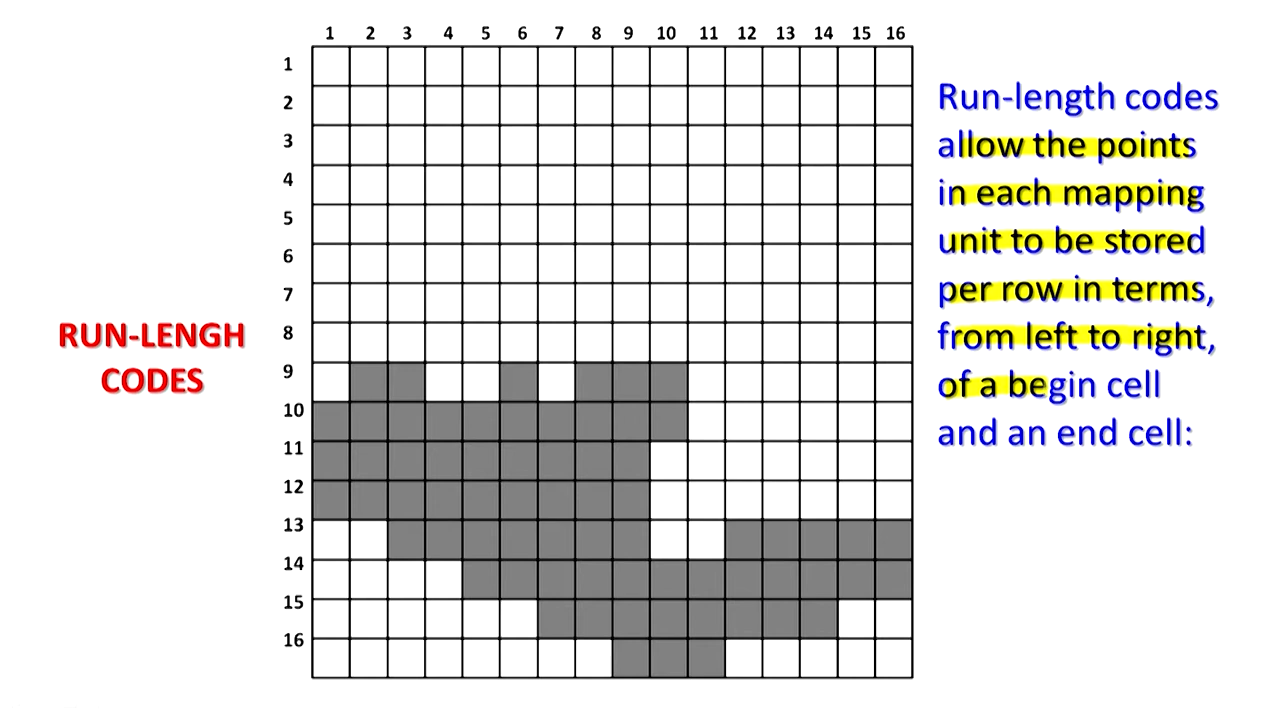 1 2 3 4 5 6 7 8 9 10 11 12 13 14 15 16
1
2
3
4
5
6
7
8
9
10
11
12
13
14
15
16
RUN-LENGH
CODES
Run-length codes
allow the points
in each mapping
unit to be stored
per row in terms,
from left to right,
of a begin cell
and an end cell: